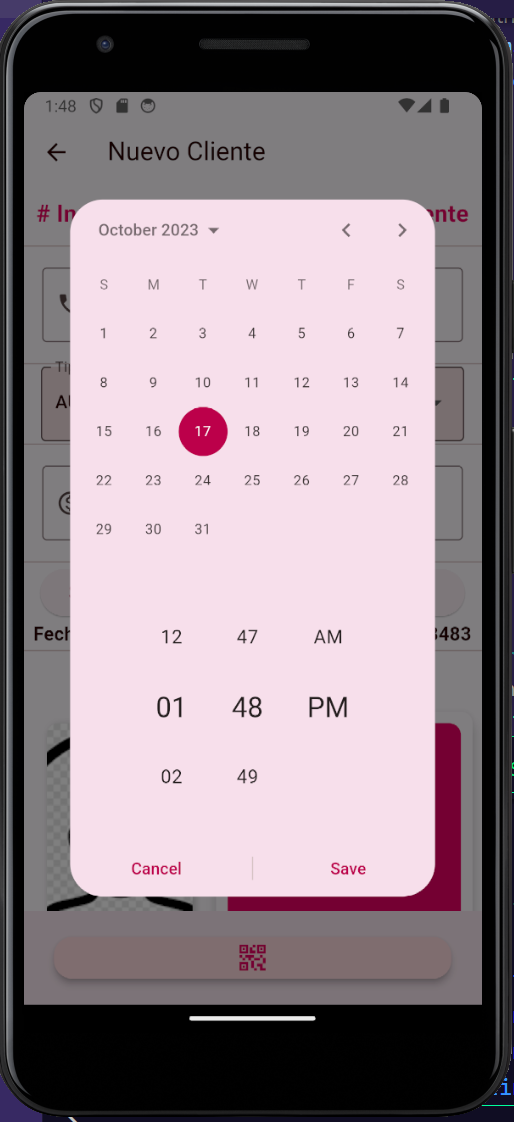 1:48
Nuevo Cliente
# In
ente
October 2023
S M T W T F S
1 2 3 4 5 6 7
8 9 10 11 12 13 14
15 16 17 18 19 20 21
22 23 24 25 26 27 28
29 30 31
Tip
Fech
3483
12 47 AM
01 48 PM
02 49
Cancel Save